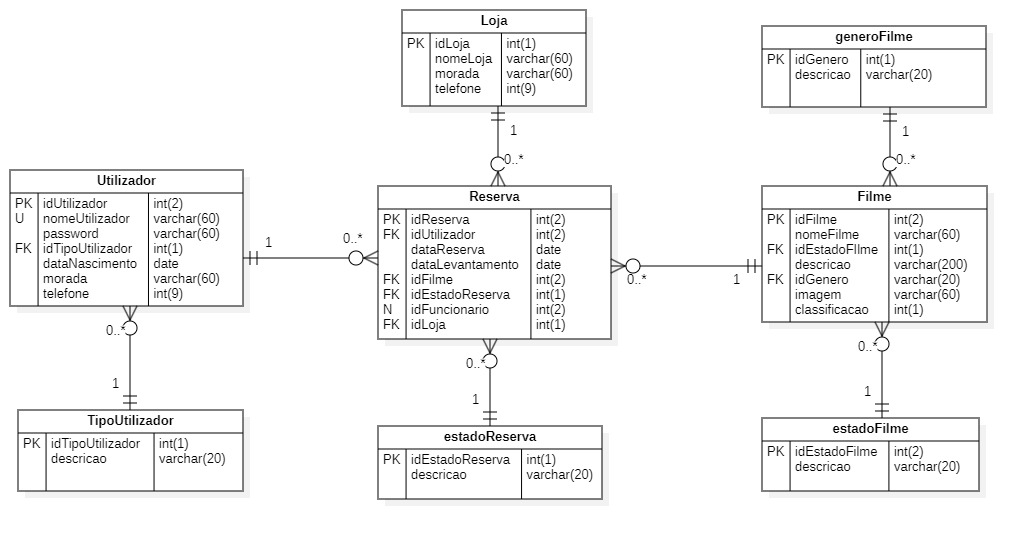 Loja
PK idLoja int(1)
nomeLoja varchar(60)
morada varchar(60)
telefone int(9)
1
0..*
generoFilme
PK idGenero int(1)
descricao varchar(20)
1
0..*
Utilizador
PK idUtilizador int(2)
U nomeUtilizador varchar(60)
password varchar(60)
FK idTipoUtilizador int(1)
dataNascimento date
morada varchar(60)
telefone int(9)
1
0..*
Reserva
PK idReserva int(2)
FK idUtilizador int(2)
dataReserva date
dataLevantamento date
FK idFilme int(2)
FK idEstadoReserva int(1)
N idFuncionario int(2)
FK idLoja int(1)
0..*
1
Filme
PK idFilme int(2)
nomeFilme varchar(60)
FK idEstadoFIlme int(1)
descricao varchar(200)
FK idGenero varchar(20)
imagem varchar(60)
classificacao int(1)
0..*
1
TipoUtilizador
PK idTipoUtilizador int(1)
descricao varchar(20)
0..*
1
estadoReserva
PK idEstadoReserva int(1)
descricao varchar(20)
0..*
1
estadoFilme
PK idEstadoFilme int(2)
descricao varchar(20)